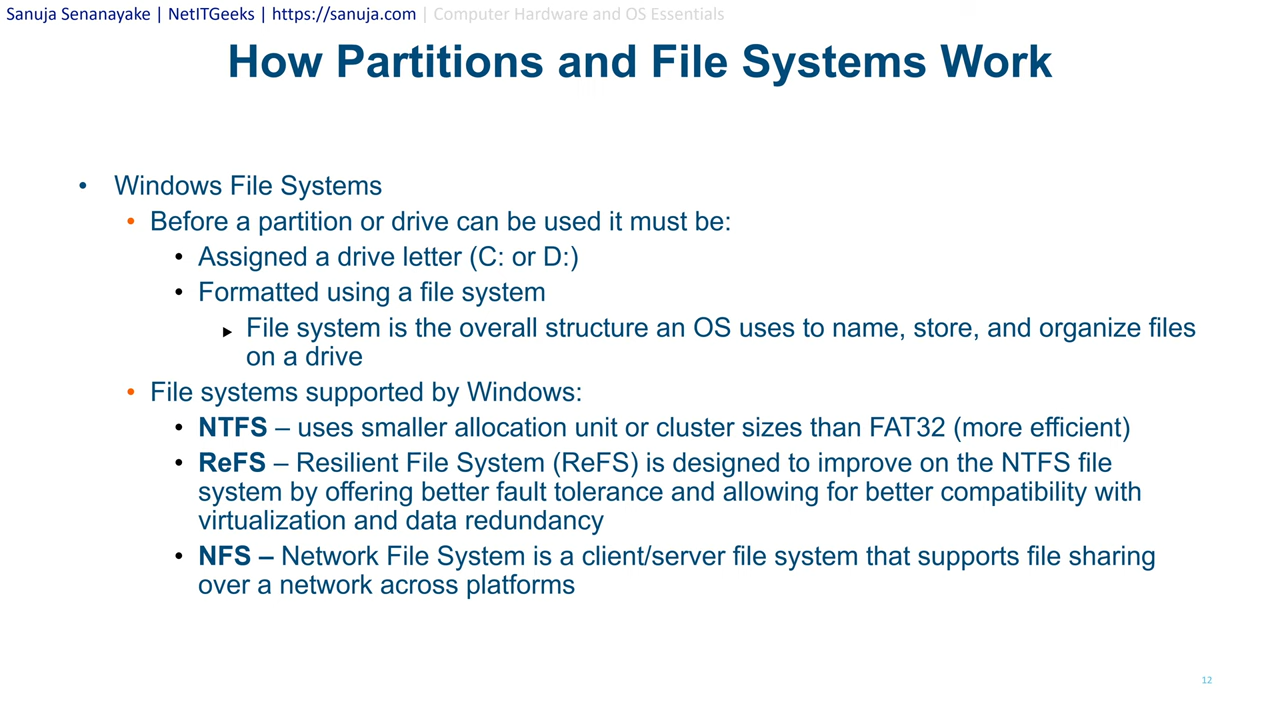 Sanuja Senanayake | NetITGeeks | https://sanuja.com | Computer Hardware and OS Essentials
How Partitions and File Systems Work
• Windows File Systems
• Before a partition or drive can be used it must be:
• Assigned a drive letter (C: or D:)
• Formatted using a file system
▶ File system is the overall structure an OS uses to name, store, and organize files
on a drive
• File systems supported by Windows:
• NTFS – uses smaller allocation unit or cluster sizes than FAT32 (more efficient)
• ReFS – Resilient File System (ReFS) is designed to improve on the NTFS file
system by offering better fault tolerance and allowing for better compatibility with
virtualization and data redundancy
• NFS – Network File System is a client/server file system that supports file sharing
over a network across platforms
12